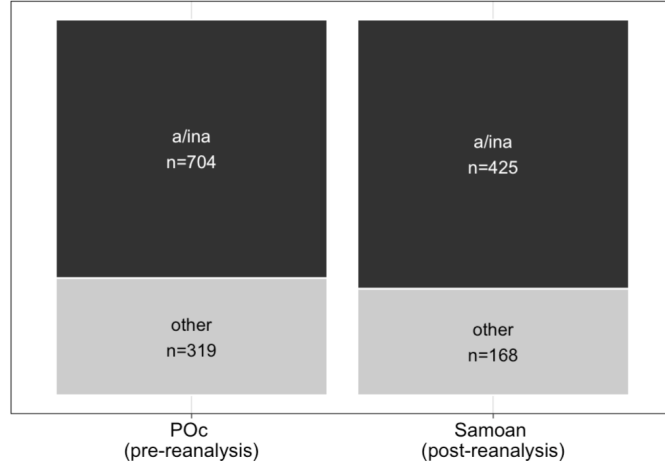 a/ina
n=704
a/ina
n=425
other
n=319
other
n=168
POc
(pre-reanalysis)
Samoan
(post-reanalysis)